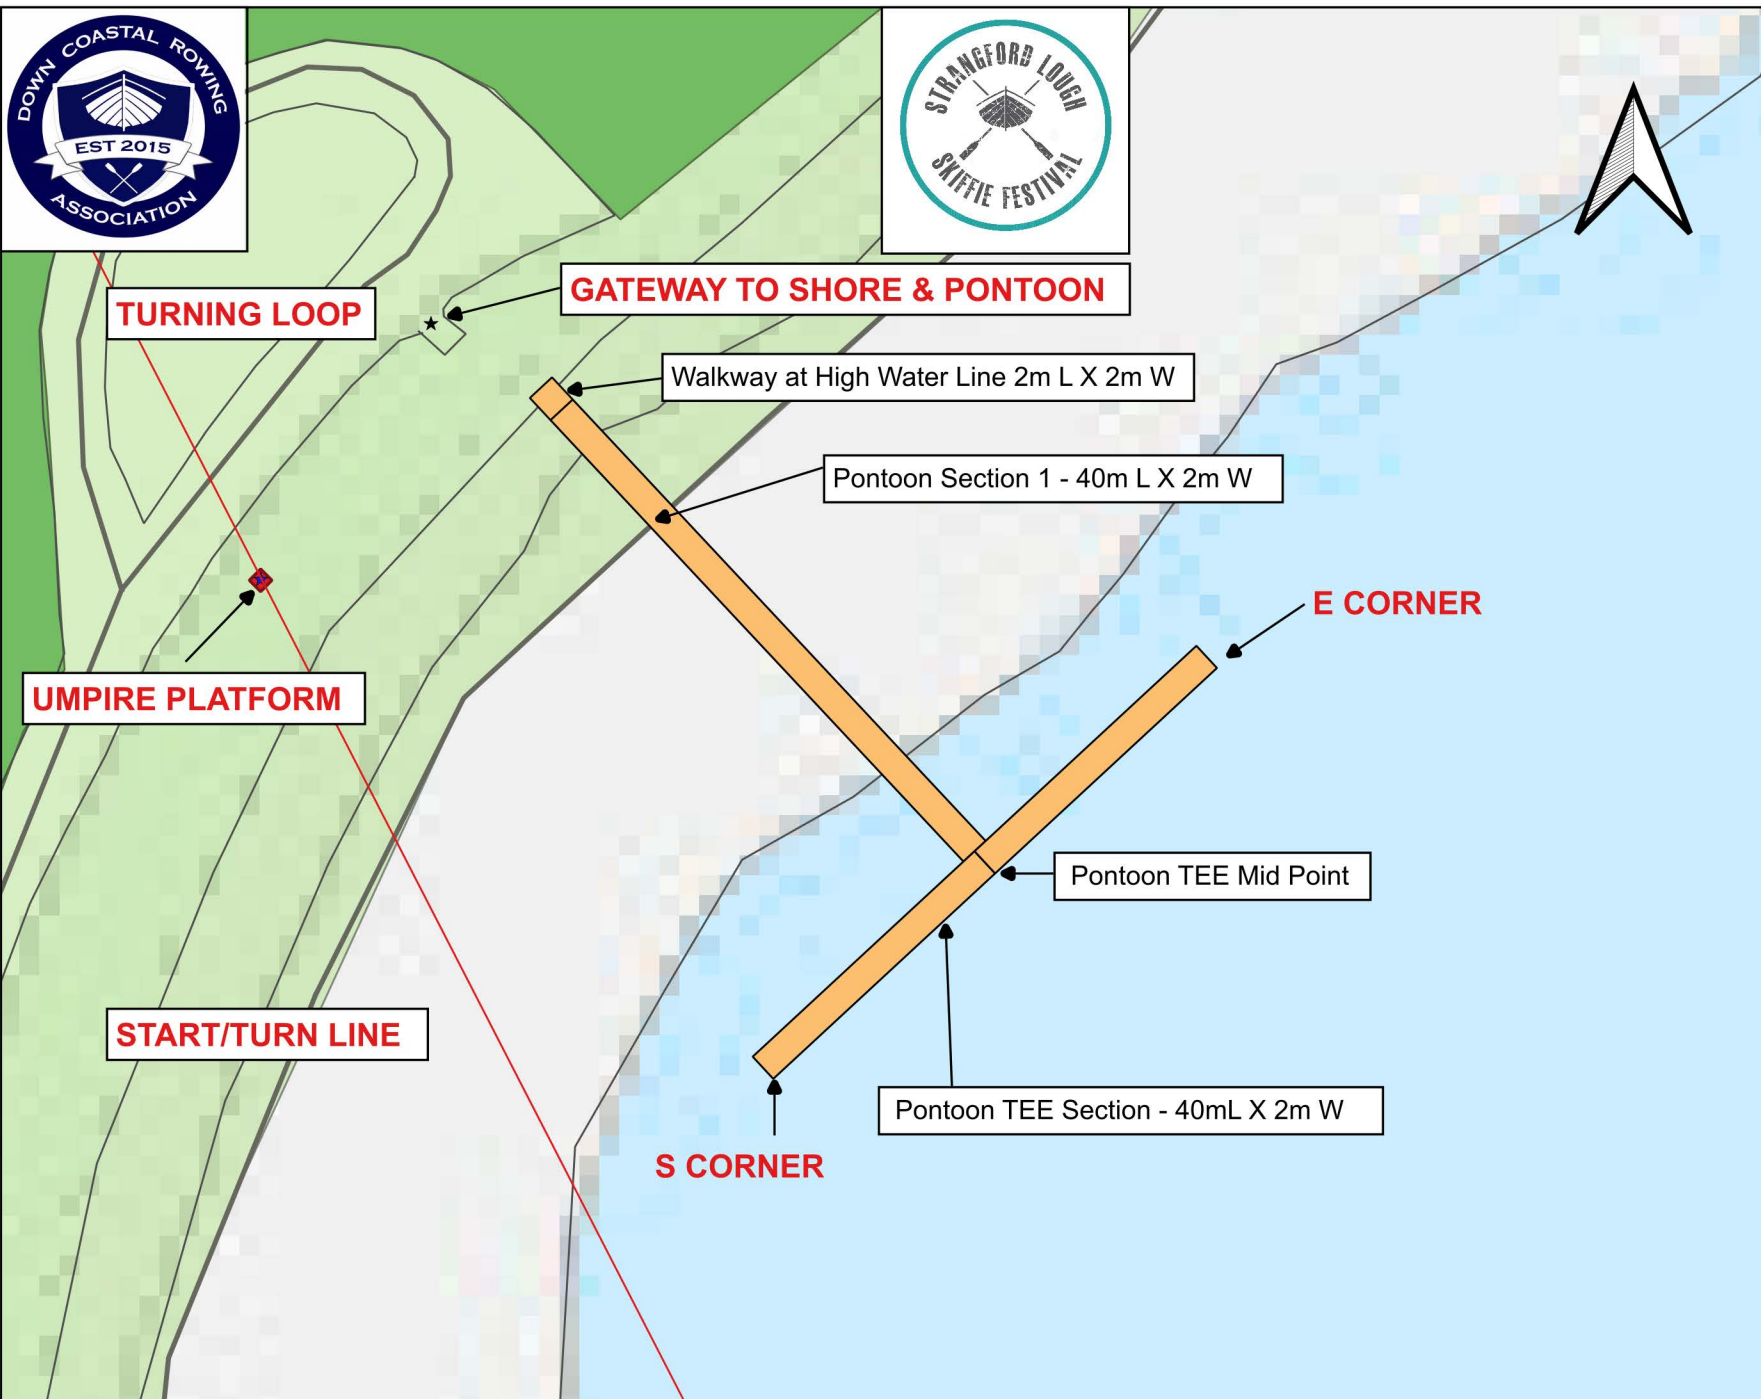 DOWN COASTAL ROWING
EST 2015
ASSOCIATION
STRANGFORD LOUGH
SKIFFIE FESTIVAL
GATEWAY TO SHORE & PONTOON
TURNING LOOP
Walkway at High Water Line 2m L X 2m W
Pontoon Section 1 - 40m L X 2m W
E CORNER
UMPIRE PLATFORM
Pontoon TEE Mid Point
START/TURN LINE
Pontoon TEE Section - 40mL X 2m W
S CORNER